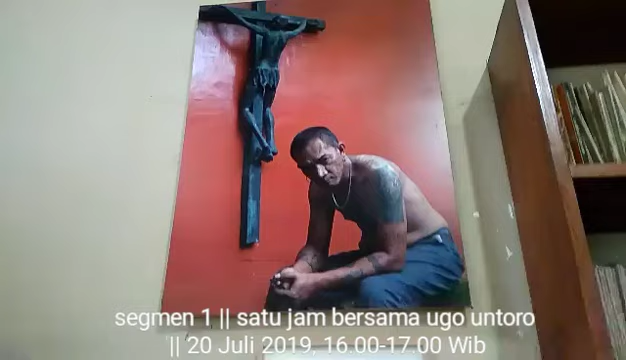 segmen 1 || satu jam bersama ugo untoro
|| 20 Juli 2019, 16.00-17.00 Wib